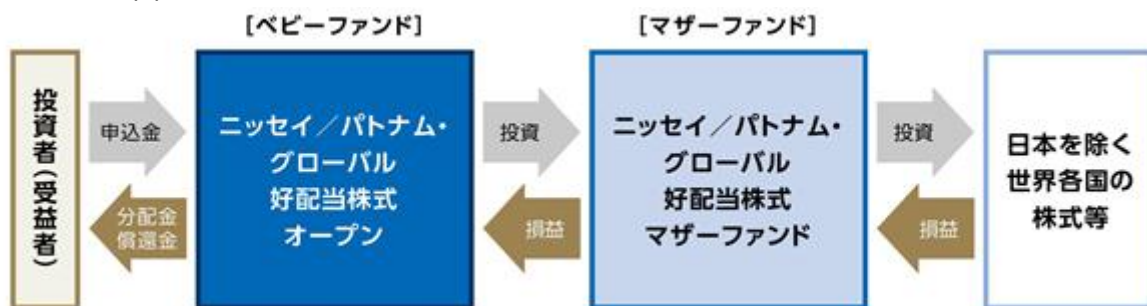 [ベビーファンド]
[マザーファンド]
投資者(受益者)
申込金
分配金
償還金
ニッセイ／パトナム・
グローバル
好配当株式
オープン
投資
損益
ニッセイ／パトナム・
グローバル
好配当株式
マザーファンド
投資
損益
日本を除く
世界各国の
株式等